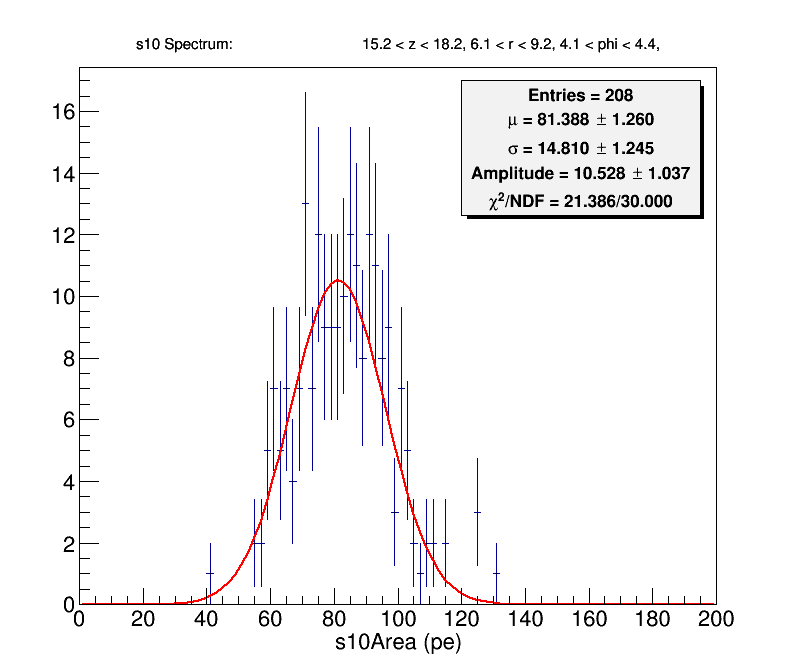 s10 Spectrum: 15.2 < z < 18.2, 6.1 < r < 9.2, 4.1 < phi < 4.4,
Entries = 208
μ = 81.388 ± 1.260
σ = 14.810 ± 1.245
Amplitude = 10.528 ± 1.037
χ²/NDF = 21.386/30.000
16
14
12
10
8
6
4
2
0
0 20 40 60 80 100 120 140 160 180 200
s10Area (pe)